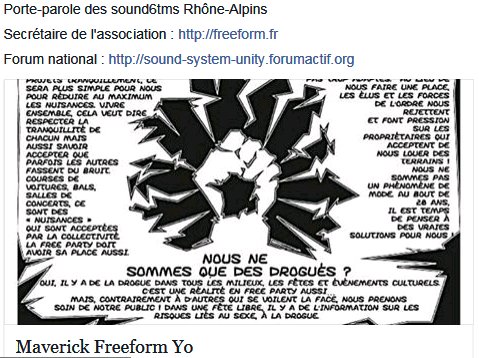 Porte-parole des sound6tms Rhône-Alpins
Secrétaire de l'association : http://freeform.fr
Forum national : http://sound-system-unity.forumactif.org
PROJETS TRANQUILLEMENT, CE
SERA PLUS SIMPLE POUR NOUS
POUR RÉDUIRE AU MAXIMUM
LES NUISANCES. VIVRE
ENSEMBLE, CELA VEUT DIRE
RESPECTER LA
TRANQUILLITÉ DE
CHACUN MAIS
AUSSI SAVOIR
ACCEPTER QUE
PARFOIS LES AUTRES
FASSENT DU BRUIT.
COURSES DE
VOITURES, BALS,
SALLES DE
CONCERTS, CE
SONT DES
« NUISANCES »
QUI SONT ACCEPTÉES
PAR LA COLLECTIVITÉ
LA FREE PARTY DOIT
AVOIR SA PLACE AUSSI.
PAS TROP ADAPTÉS. AU LIEU DE
NOUS FAIRE UNE PLACE,
LES ÉLUS ET LES FORCES
DE L'ORDRE NOUS
REJETTENT
ET FONT PRESSION
SUR LES
PROPRIÉTAIRES QUI
ACCEPTENT DE
NOUS LOUER DES
TERRAINS !
NOUS NE
SOMMES PAS
UN PHÉNOMÈNE DE
MODE AU BOUT DE
20 ANS,
IL EST TEMPS
DE PENSER À
DES VRAIES
SOLUTIONS POUR NOUS !
NOUS NE
SOMMES QUE DES DROGUÉS ?
OUI, IL Y A DE LA DROGUE DANS TOUS LES MILIEUX, LES FÊTES ET ÉVÈNEMENTS CULTURELS.
C'EST UNE RÉALITÉ EN FREE PARTY AUSSI...
MAIS, CONTRAIREMENT À D'AUTRES QUI SE VOILENT LA FACE, NOUS PRENONS
SOIN DE NOTRE PUBLIC ! DANS UNE FÊTE LIBRE, IL Y A DE L'INFORMATION SUR LES
RISQUES LIÉS AU SEXE, À LA DROGUE.
Maverick Freeform Yo